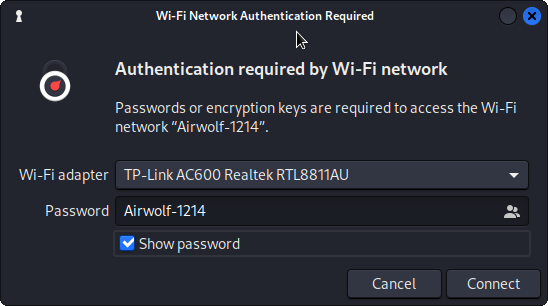 Wi-Fi Network Authentication Required
Authentication required by Wi-Fi network
Passwords or encryption keys are required to access the Wi-Fi
network “Airwolf-1214”.
Wi-Fi adapter TP-Link AC600 Realtek RTL8811AU
Password Airwolf-1214
Show password
Cancel Connect